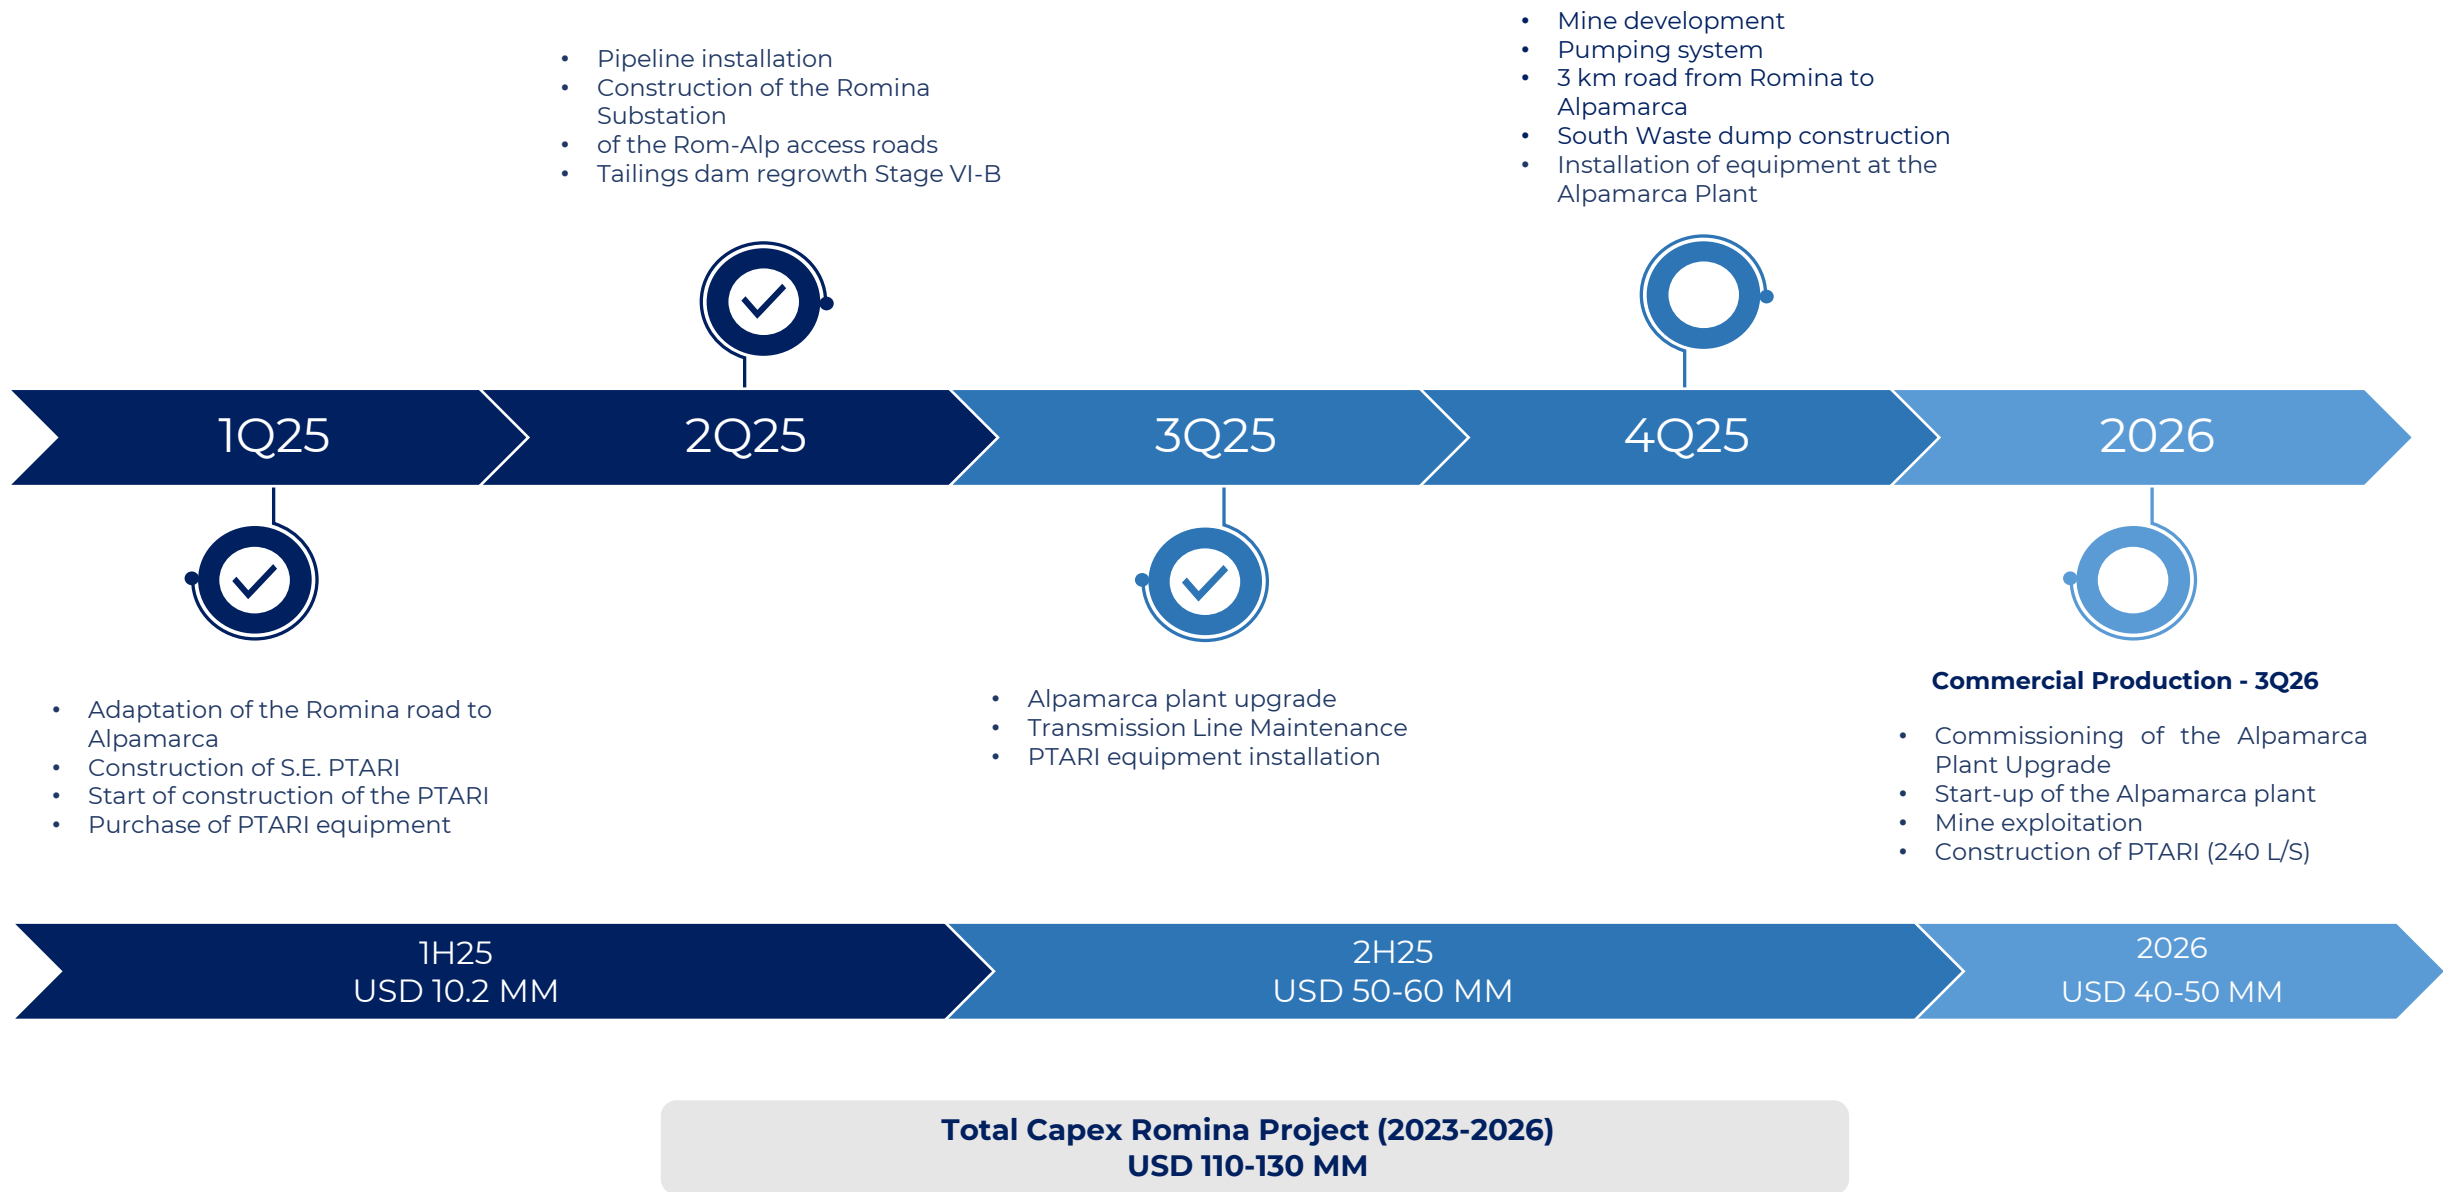 • Mine development
• Pumping system
• 3 km road from Romina to
Alpamarca
• South Waste dump construction
• Installation of equipment at the
Alpamarca Plant
• Pipeline installation
• Construction of the Romina
Substation
• of the Rom-Alp access roads
• Tailings dam regrowth Stage VI-B
1Q25
2Q25
3Q25
4Q25
2026
• Adaptation of the Romina road to
Alpamarca
• Construction of S.E. PTARI
• Start of construction of the PTARI
• Purchase of PTARI equipment
• Alpamarca plant upgrade
• Transmission Line Maintenance
• PTARI equipment installation
Commercial Production - 3Q26
• Commissioning of the Alpamarca
Plant Upgrade
• Start-up of the Alpamarca plant
• Mine exploitation
• Construction of PTARI (240 L/S)
1H25
USD 10.2 MM
2H25
USD 50-60 MM
2026
USD 40-50 MM
Total Capex Romina Project (2023-2026)
USD 110-130 MM